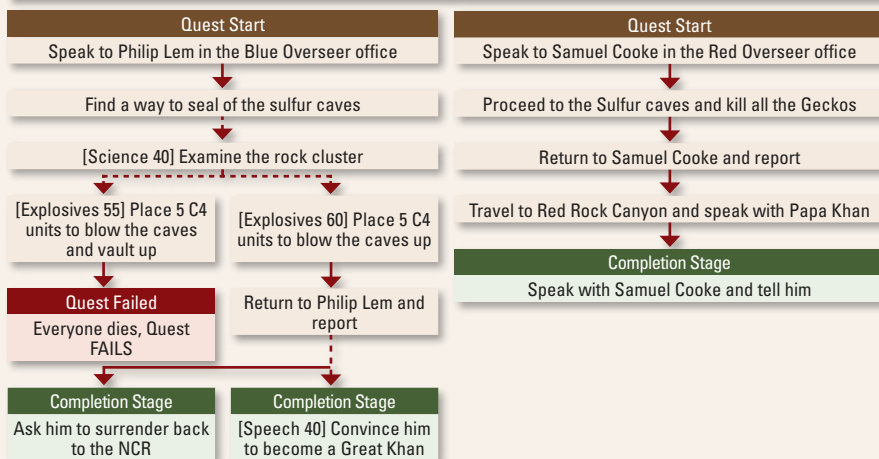 Quest Start
Speak to Philip Lem in the Blue Overseer office
Find a way to seal of the sulfur caves
[Science 40] Examine the rock cluster
[Explosives 55] Place 5 C4
units to blow the caves
and vault up
[Explosives 60] Place 5 C4
units to blow the caves up
Quest Failed
Everyone dies, Quest
FAILS
Return to Philip Lem and
report
Completion Stage
Ask him to surrender back
to the NCR
Completion Stage
[Speech 40] Convince him
to become a Great Khan
Quest Start
Speak to Samuel Cooke in the Red Overseer office
Proceed to the Sulfur caves and kill all the Geckos
Return to Samuel Cooke and report
Travel to Red Rock Canyon and speak with Papa Khan
Completion Stage
Speak with Samuel Cooke and tell him